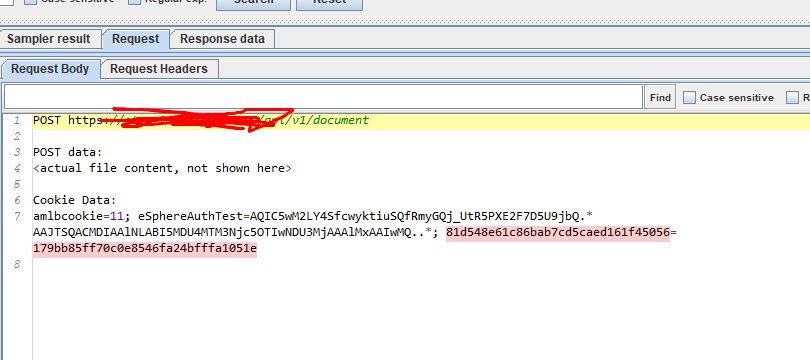 Case sensitive Regular exp. Search Reset
Sampler result Request Response data
Request Body Request Headers
Find Case sensitive R
1 POST https://
/v1/document
2
3 POST data:
4 <actual file content, not shown here>
5
6 Cookie Data:
7 amlbcookie=11; eSphereAuthTest=AQIC5wM2LY4SfcwyktiuSQfRmyGQj_UtR5PXE2F7D5U9jbQ.*
AAJTSQACMDIAAlNLABI5MDU4MTM3Njc5OTIwNDU3MjAAAlMxAAIwMQ..*; 81d548e61c86bab7cd5caed161f45056=
179bb85ff70c0e8546fa24bfffa1051e
8